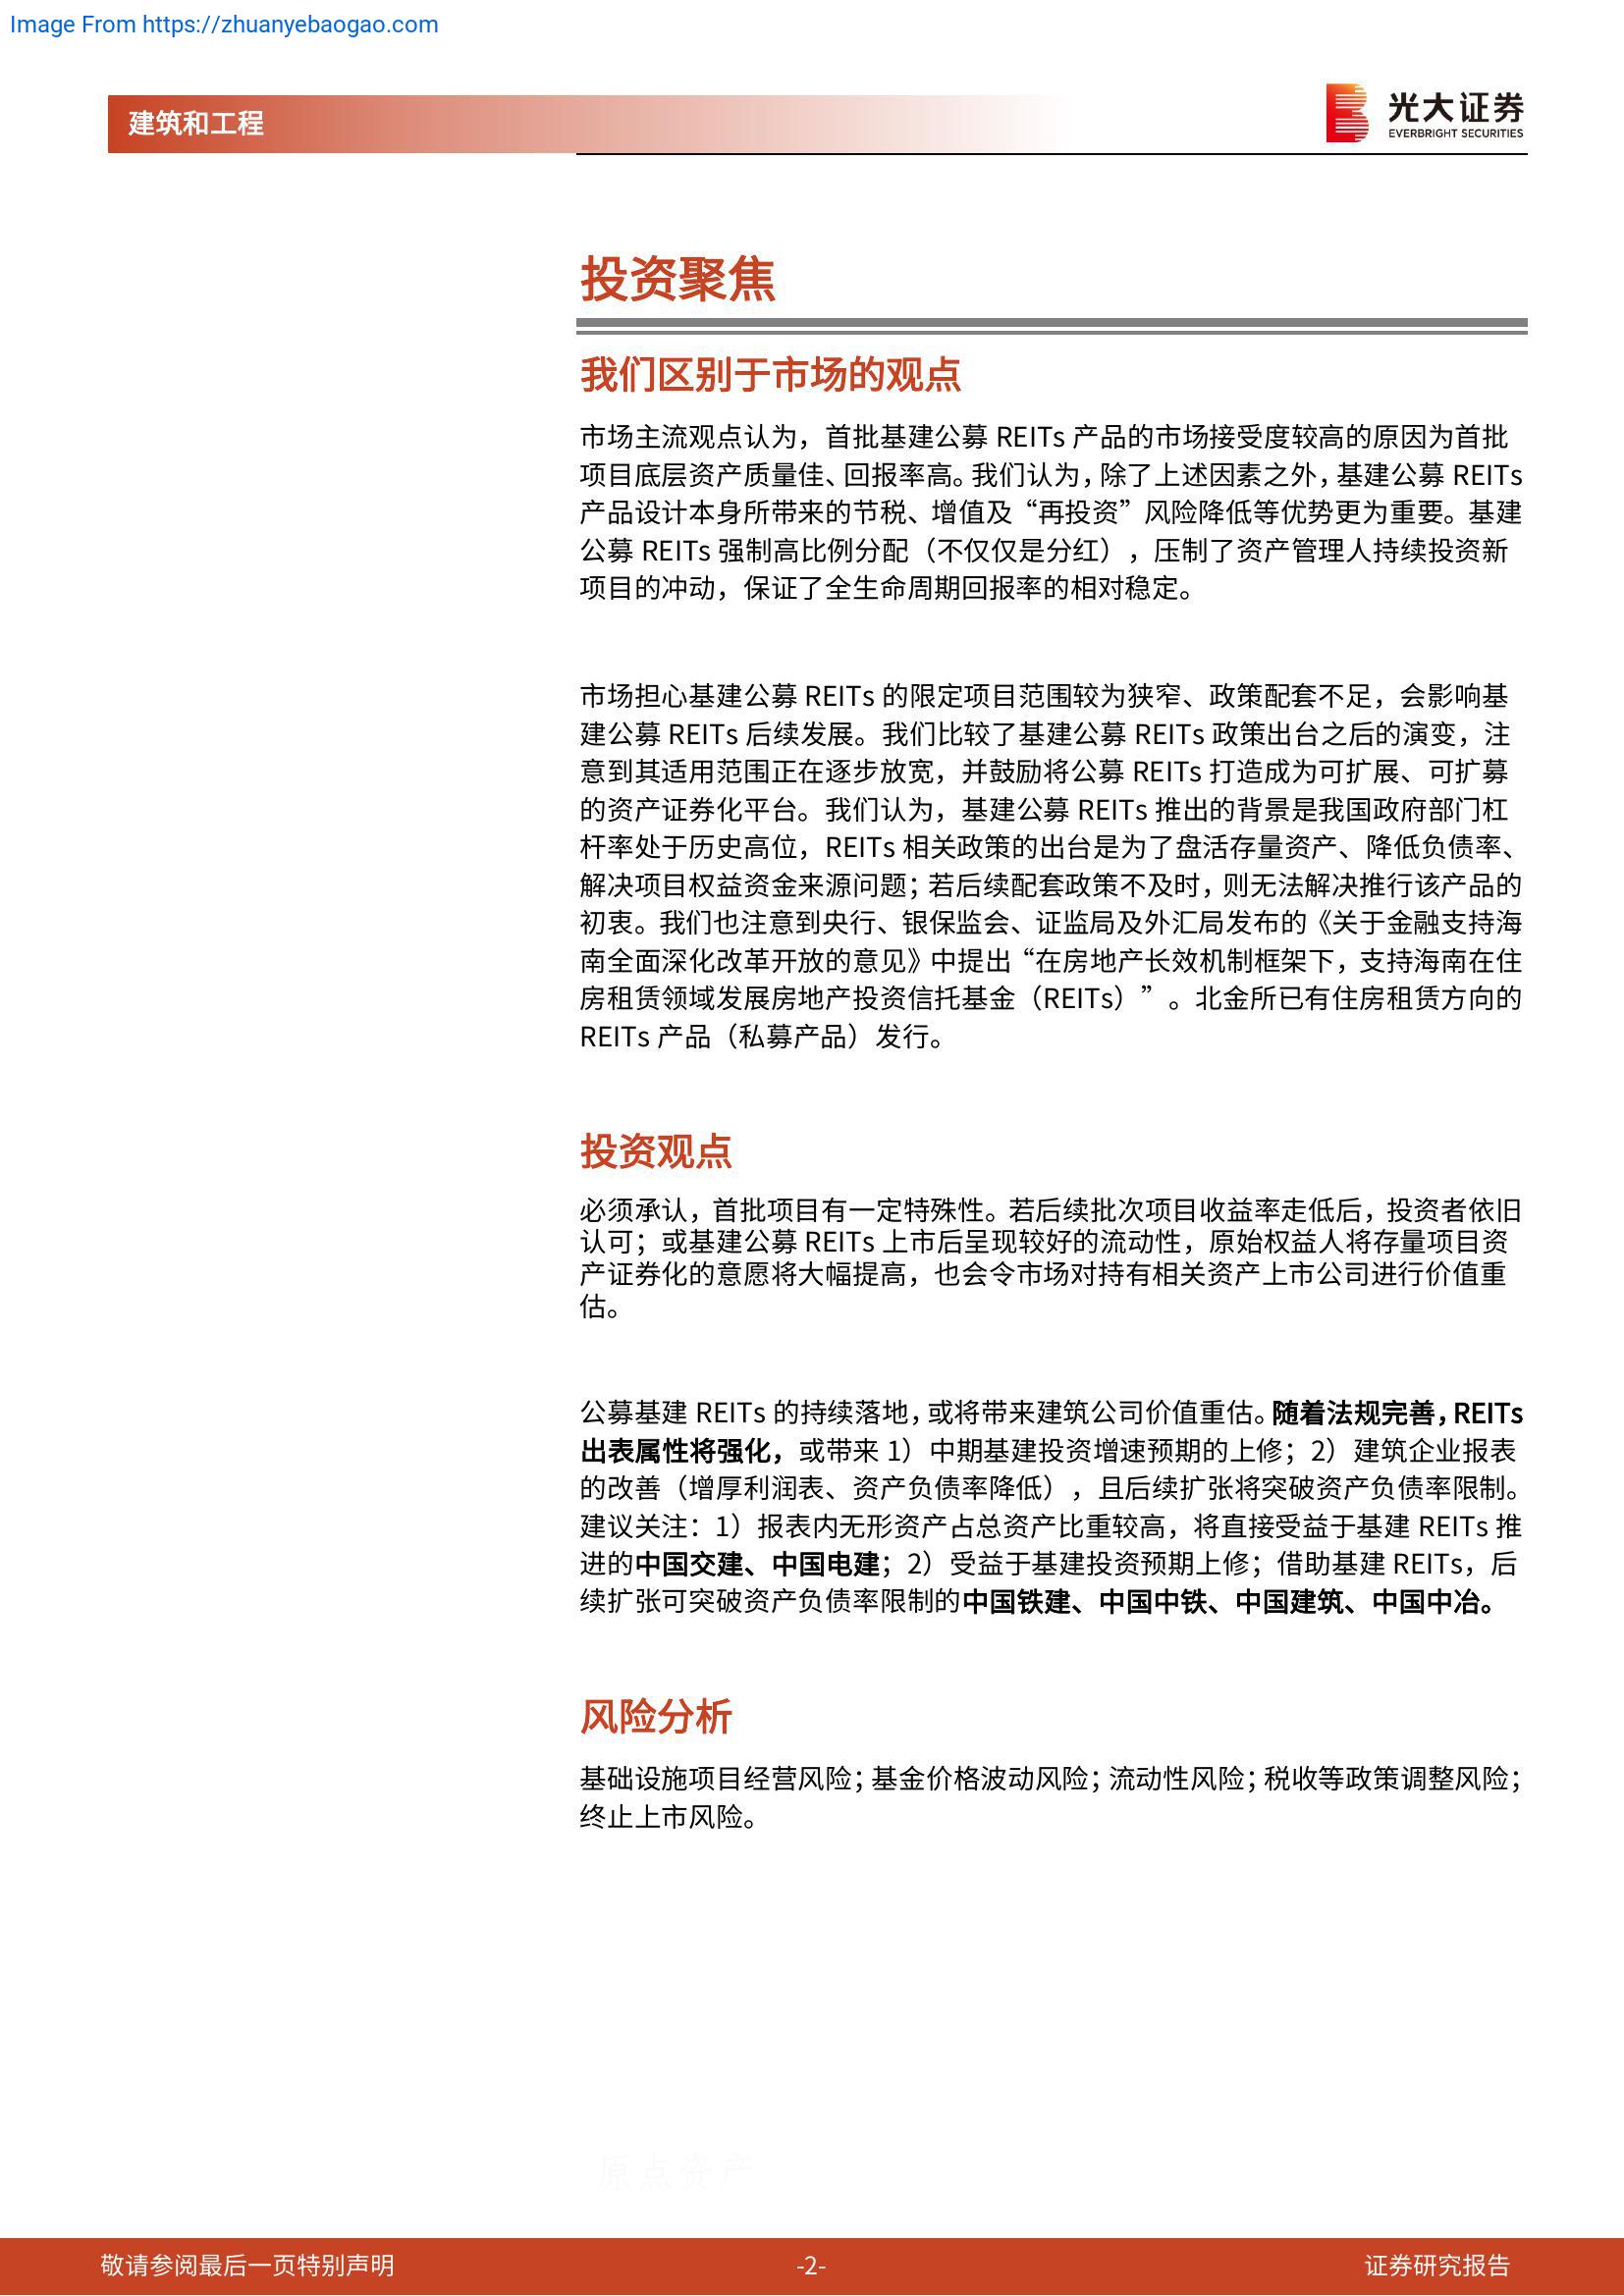 Image From https://zhuanyebaogao.com
建筑和工程
光大证券
EVERBRIGHT SECURITIES
投资聚焦
我们区别于市场的观点
市场主流观点认为，首批基建公募 REITs 产品的市场接受度较高的原因为首批
项目底层资产质量佳、回报率高。我们认为，除了上述因素之外，基建公募 REITs
产品设计本身所带来的节税、增值及“再投资”风险降低等优势更为重要。基建
公募 REITs 强制高比例分配（不仅仅是分红），压制了资产管理人持续投资新
项目的冲动，保证了全生命周期回报率的相对稳定。
市场担心基建公募 REITs 的限定项目范围较为狭窄、政策配套不足，会影响基
建公募 REITs 后续发展。我们比较了基建公募 REITs 政策出台之后的演变，注
意到其适用范围正在逐步放宽，并鼓励将公募 REITs 打造成为可扩展、可扩募
的资产证券化平台。我们认为，基建公募 REITs 推出的背景是我国政府部门杠
杆率处于历史高位，REITs 相关政策的出台是为了盘活存量资产、降低负债率、
解决项目权益资金来源问题；若后续配套政策不及时，则无法解决推行该产品的
初衷。我们也注意到央行、银保监会、证监局及外汇局发布的《关于金融支持海
南全面深化改革开放的意见》中提出“在房地产长效机制框架下，支持海南在住
房租赁领域发展房地产投资信托基金（REITs）”。北金所已有住房租赁方向的
REITs 产品（私募产品）发行。
投资观点
必须承认，首批项目有一定特殊性。若后续批次项目收益率走低后，投资者依旧
认可；或基建公募 REITs 上市后呈现较好的流动性，原始权益人将存量项目资
产证券化的意愿将大幅提高，也会令市场对持有相关资产上市公司进行价值重
估。
公募基建 REITs 的持续落地，或将带来建筑公司价值重估。随着法规完善，REITs
出表属性将强化，或带来 1）中期基建投资增速预期的上修；2）建筑企业报表
的改善（增厚利润表、资产负债率降低），且后续扩张将突破资产负债率限制。
建议关注：1）报表内无形资产占总资产比重较高，将直接受益于基建 REITs 推
进的中国交建、中国电建；2）受益于基建投资预期上修；借助基建 REITs，后
续扩张可突破资产负债率限制的中国铁建、中国中铁、中国建筑、中国中冶。
风险分析
基础设施项目经营风险；基金价格波动风险；流动性风险；税收等政策调整风险；
终止上市风险。
原点资产
敬请参阅最后一页特别声明
-2-
证券研究报告